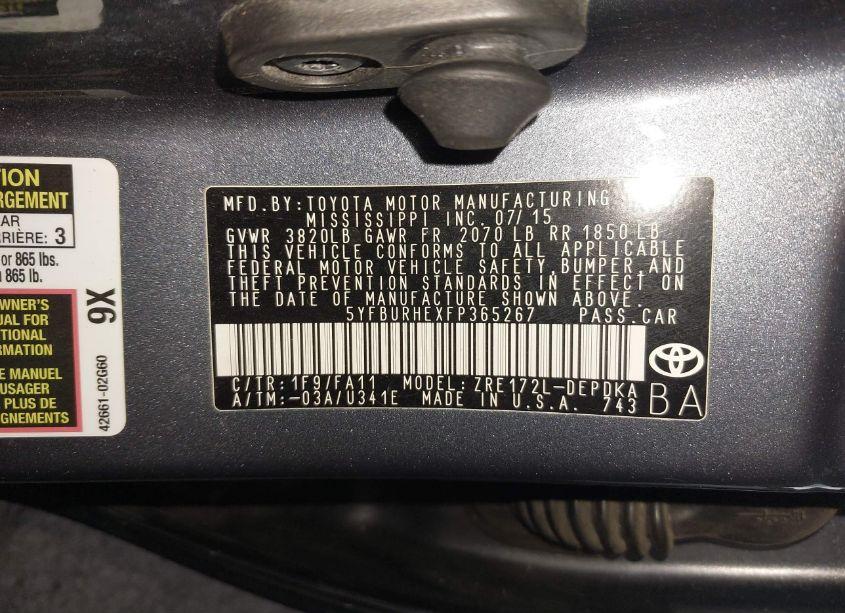 TION
RGEMENT
AR
RRIÈRE: 3
or 865 lbs.
865 lb.
WNER'S
UAL FOR
TIONAL
RMATION
E MANUEL
USAGER
PLUS DE
IGNEMENTS
9X
42661-02G60
MFD.BY:TOYOTA MOTOR MANUFACTURING
MISSISSIPPI INC. 07/15
GVWR 3820LB GAWR FR 2070 LB RR 1850 LB
THIS VEHICLE CONFORMS TO ALL APPLICABLE
FEDERAL MOTOR VEHICLE SAFETY,BUMPER,AND
THEFT PREVENTION STANDARDS IN EFFECT ON
THE DATE OF MANUFACTURE SHOWN ABOVE.
5YFBURHEXFP365267 PASS.CAR
C/TR:1F9/FA11 MODEL: ZRE172L-DEPDKA
A/TM:-03A/U341E MADE IN U.S.A. 743
BA